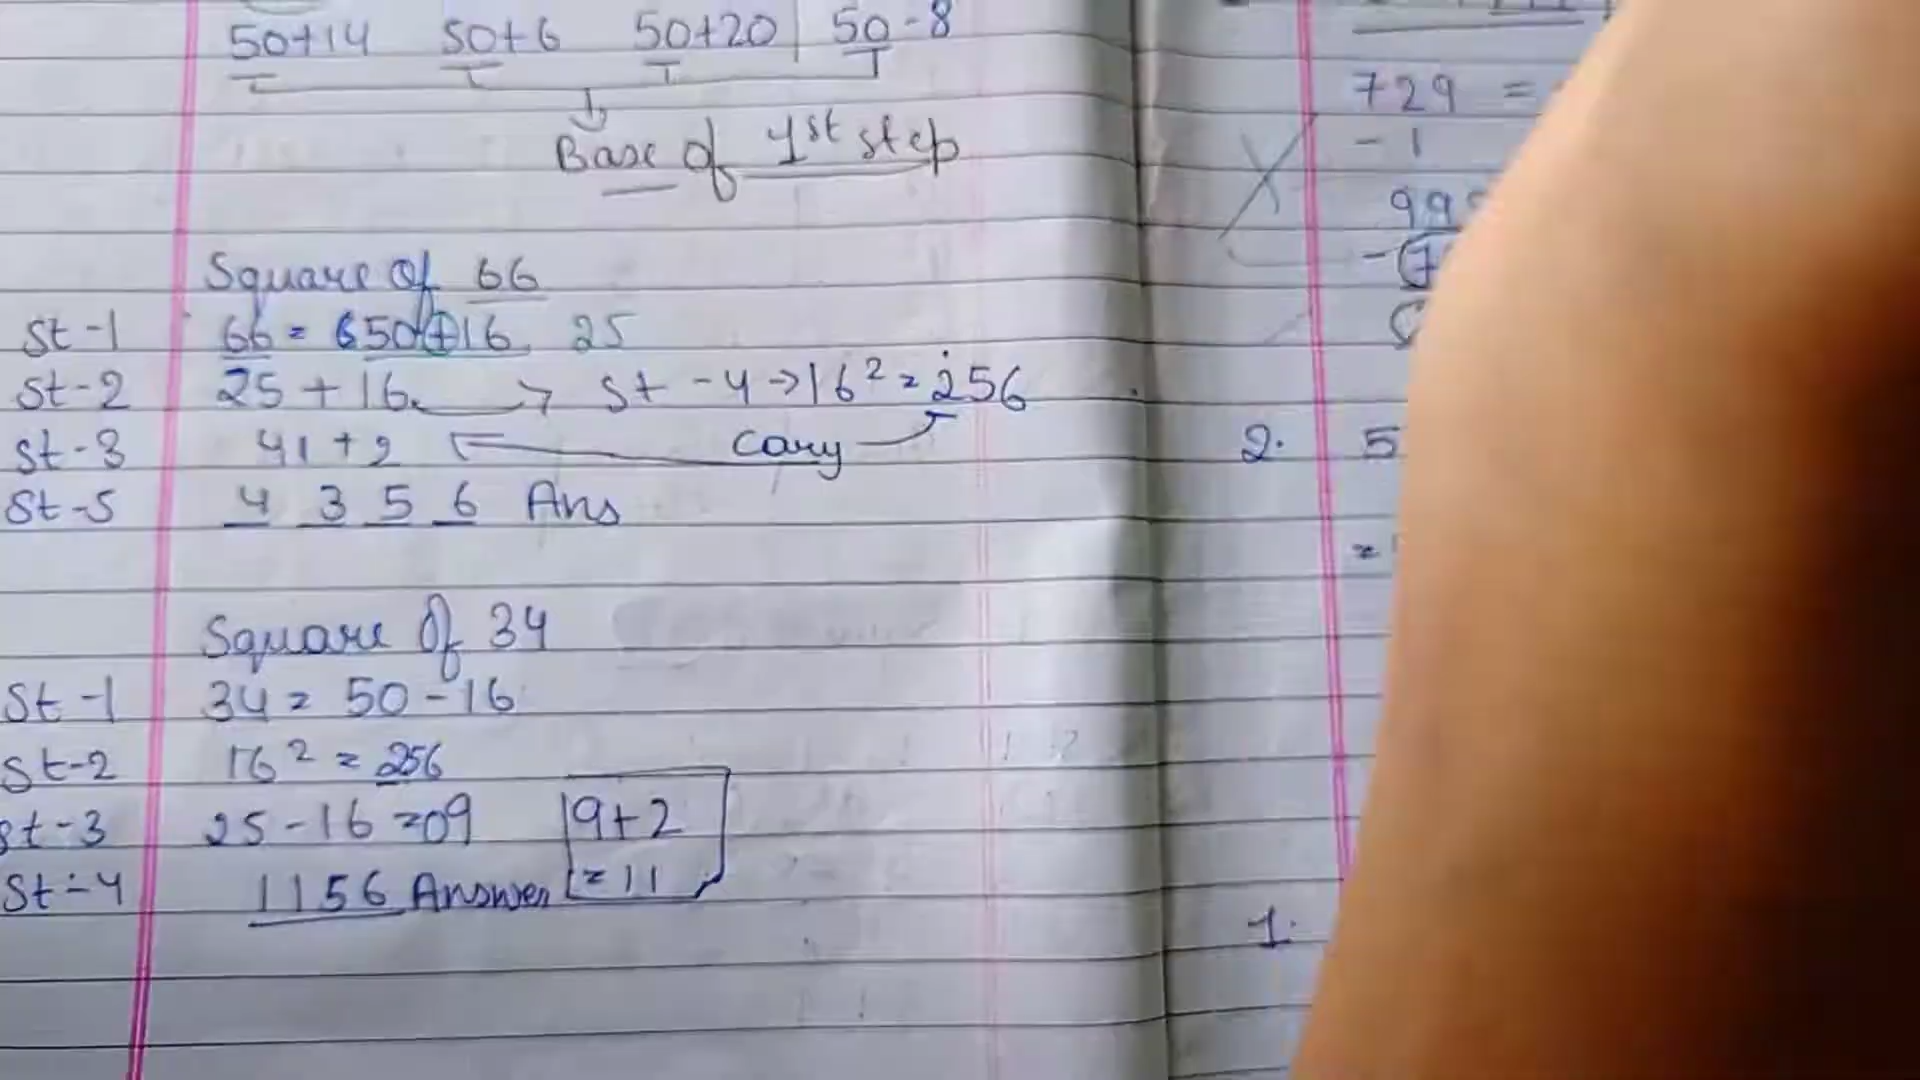 50+14 50+6 50+20 50-8
Base of 1st step
Square of 66
st-1 66 = 650+16 25
st-2 25 + 16 → st-4→16² = 256
st-3 41+2 ← cary
st-5 4 3 5 6 Ans
Square of 34
st-1 34 = 50-16
st-2 16² = 256
st-3 25-16=09 9+2
st-4 1156 Answer =11
729 =
-1
99
-
2. 5
=
1.